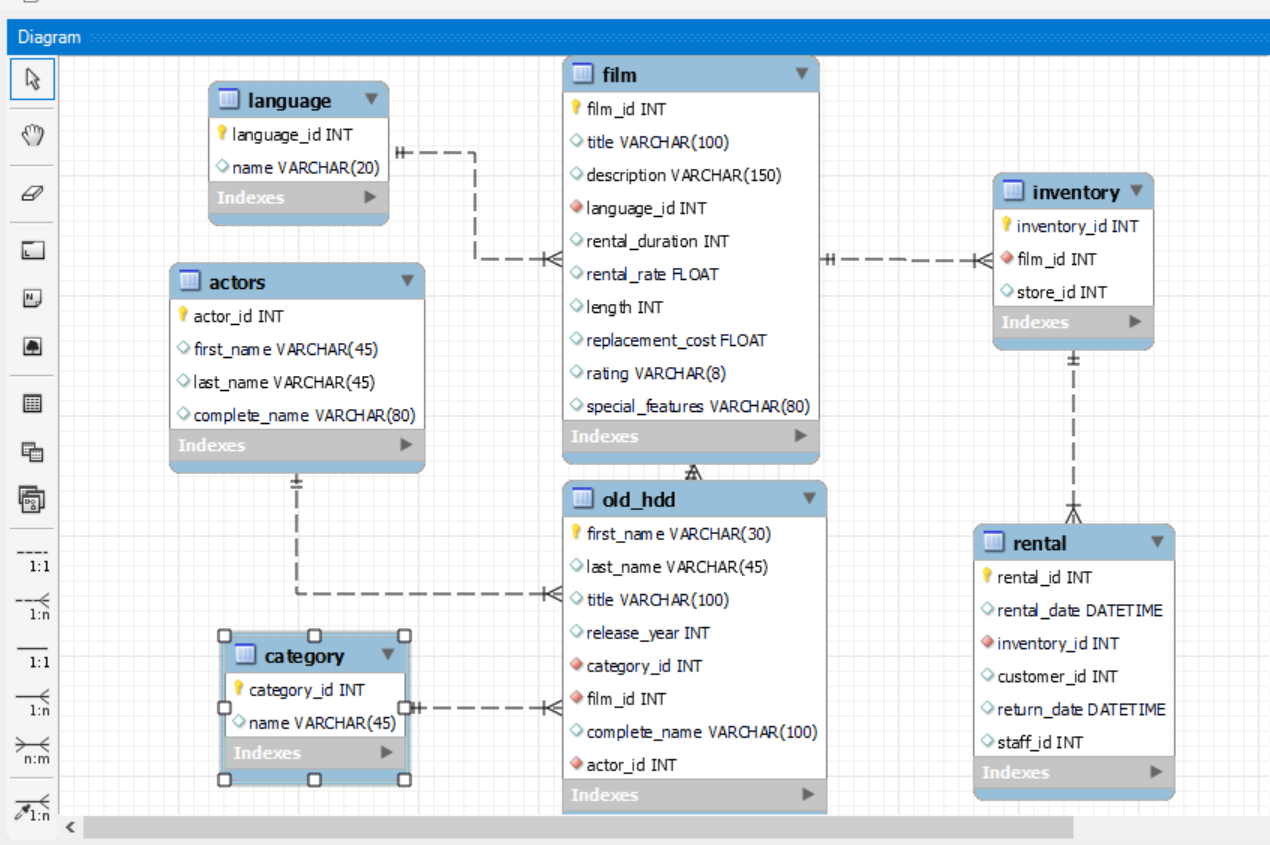 Diagram
language
language_id INT
name VARCHAR(20)
Indexes
actors
actor_id INT
first_name VARCHAR(45)
last_name VARCHAR(45)
complete_name VARCHAR(80)
Indexes
category
category_id INT
name VARCHAR(45)
Indexes
film
film_id INT
title VARCHAR(100)
description VARCHAR(150)
language_id INT
rental_duration INT
rental_rate FLOAT
length INT
replacement_cost FLOAT
rating VARCHAR(8)
special_features VARCHAR(80)
Indexes
old_hdd
first_name VARCHAR(30)
last_name VARCHAR(45)
title VARCHAR(100)
release_year INT
category_id INT
film_id INT
complete_name VARCHAR(100)
actor_id INT
Indexes
inventory
inventory_id INT
film_id INT
store_id INT
Indexes
rental
rental_id INT
rental_date DATETIME
inventory_id INT
customer_id INT
return_date DATETIME
staff_id INT
Indexes
1:1
1:n
1:1
1:n
n:m
1:n